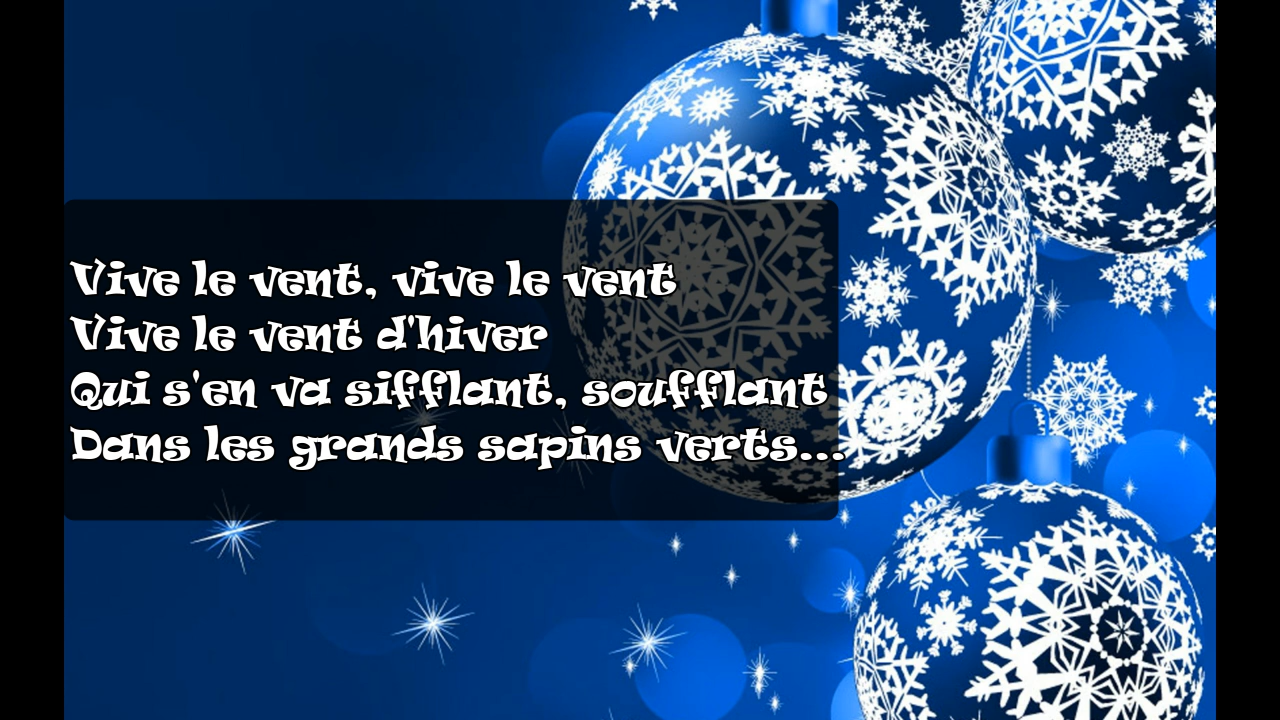 Vive le vent, vive le vent
Vive le vent d'hiver
Qui s'en va sifflant, soufflant
Dans les grands sapins verts...